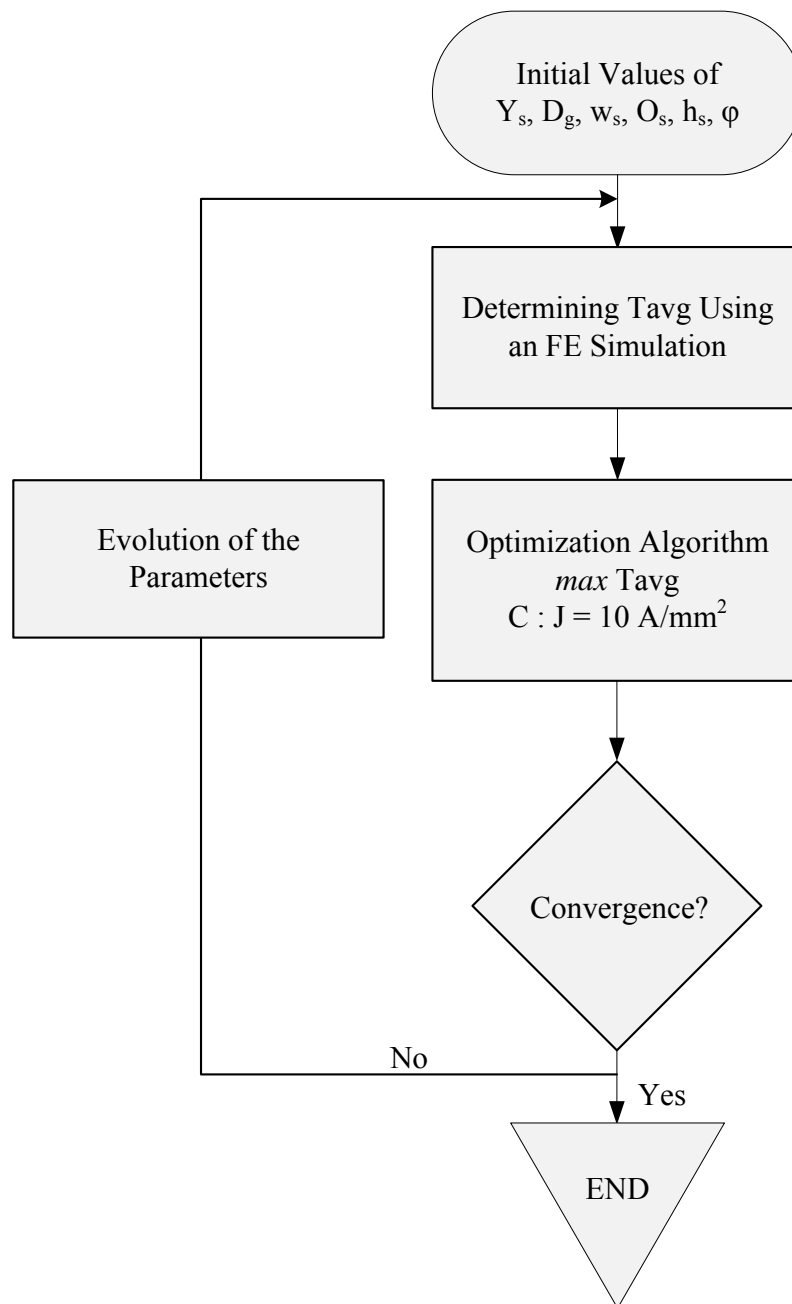 Initial Values of
Yₛ, D_g, wₛ, Oₛ, hₛ, φ
Determining Tavg Using
an FE Simulation
Evolution of the
Parameters
Optimization Algorithm
max Tavg
C : J = 10 A/mm²
Convergence?
No
Yes
END